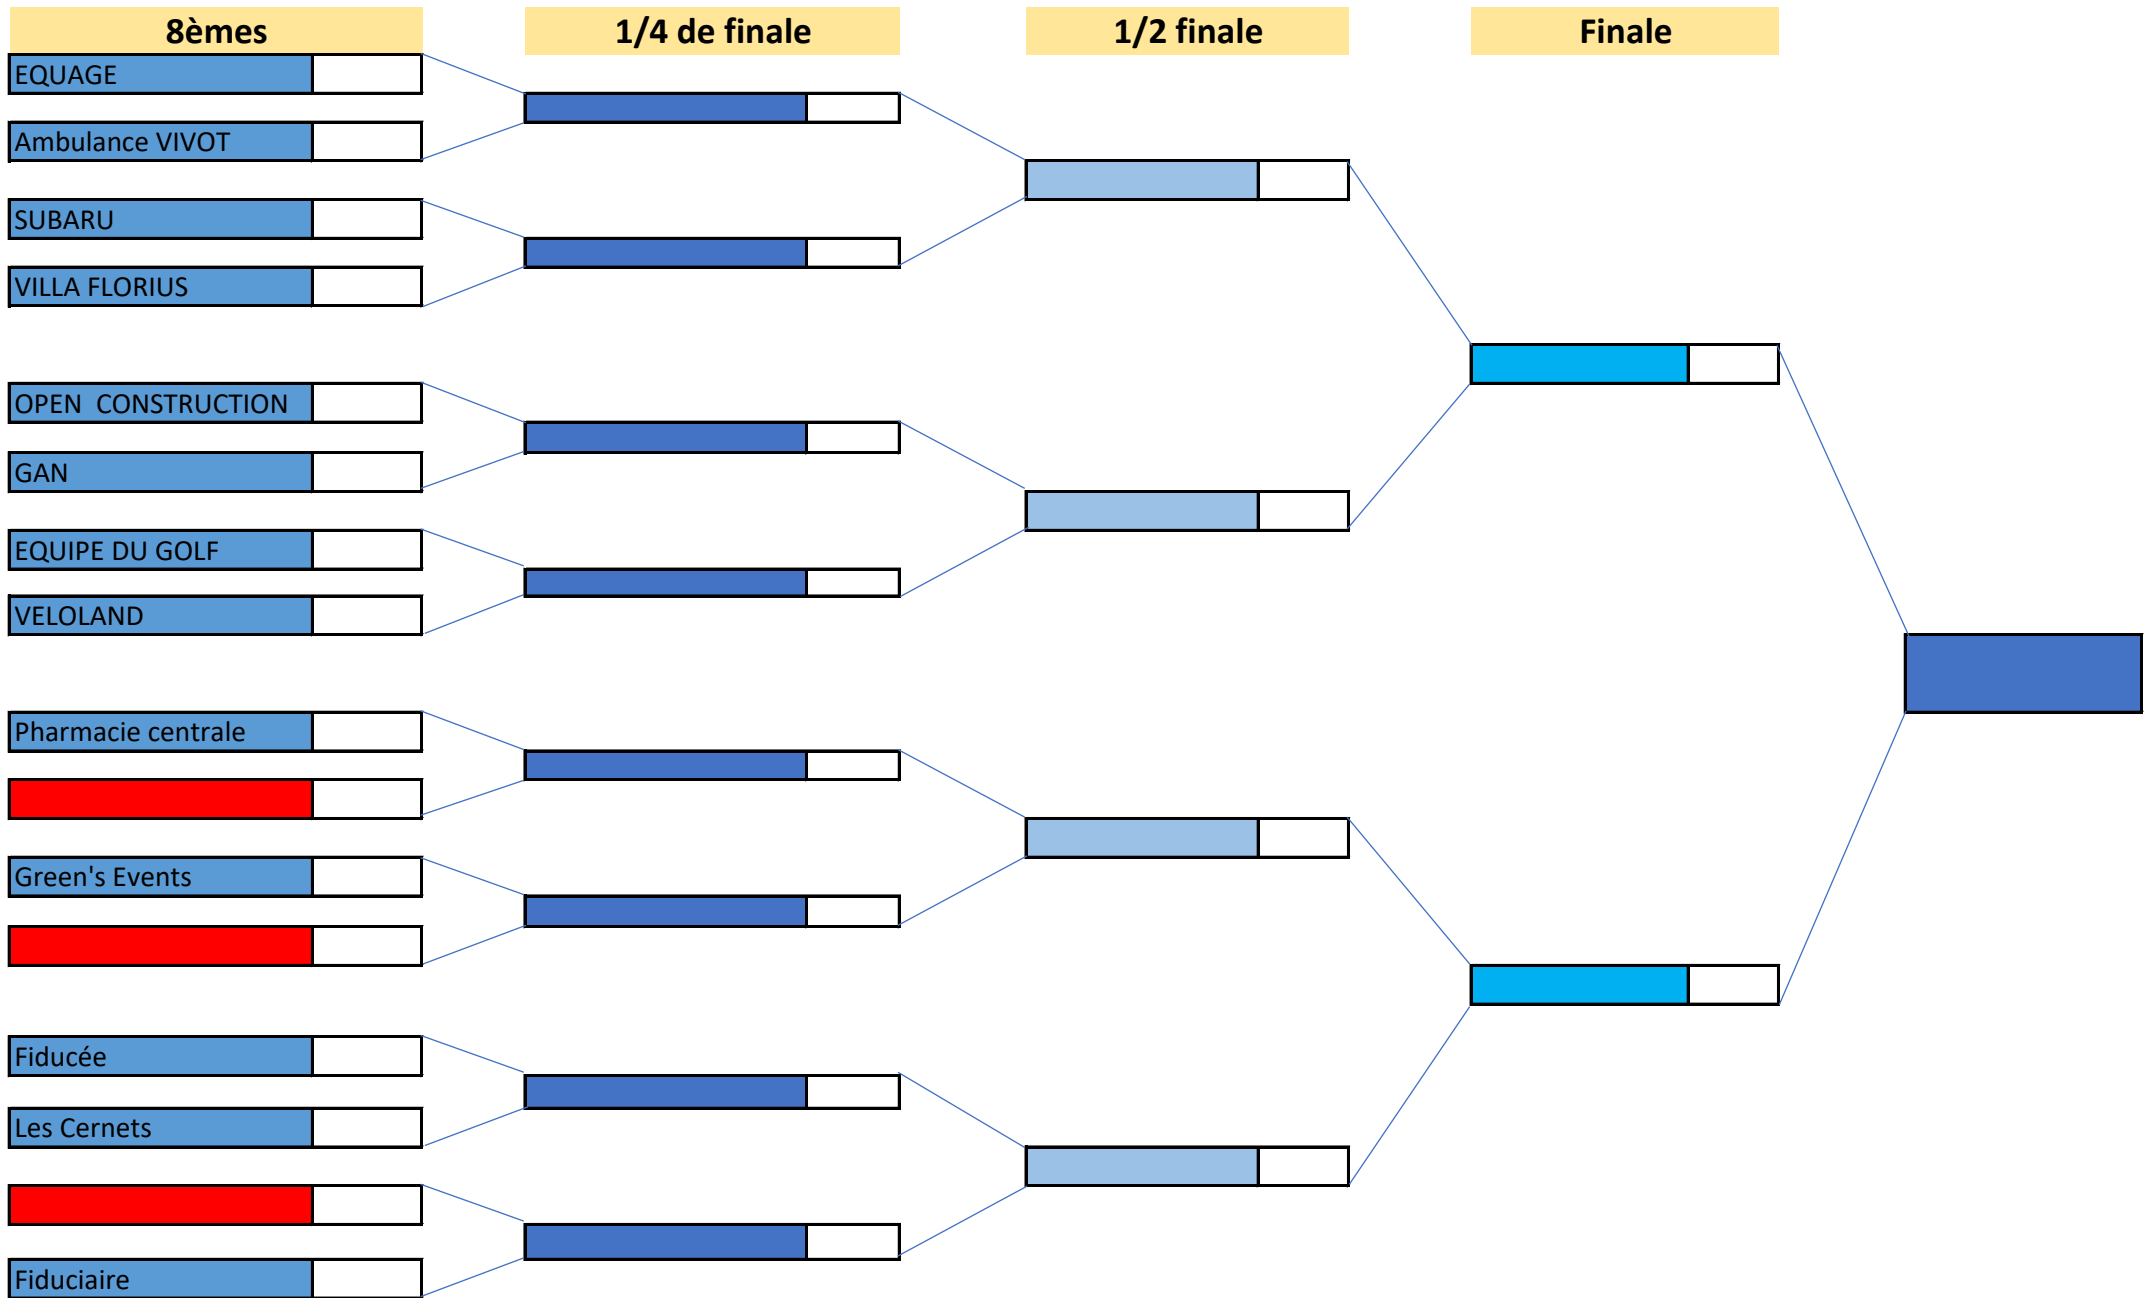 8èmes
1/4 de finale
1/2 finale
Finale
EQUAGE
Ambulance VIVOT
SUBARU
VILLA FLORIUS
OPEN  CONSTRUCTION
GAN
EQUIPE DU GOLF
VELOLAND
Pharmacie centrale
Green's Events
Fiducée
Les Cernets
Fiduciaire